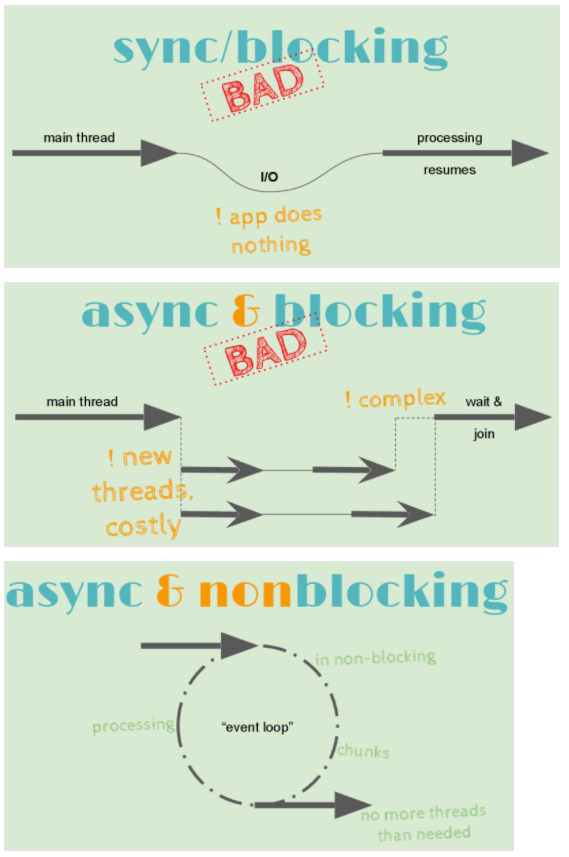 sync/blocking
BAD
main thread
I/O
processing
resumes
! app does
nothing
async & blocking
BAD
main thread
! complex
wait &
join
! new
threads,
costly
async & nonblocking
in non-blocking
processing
"event loop"
chunks
no more threads
than needed